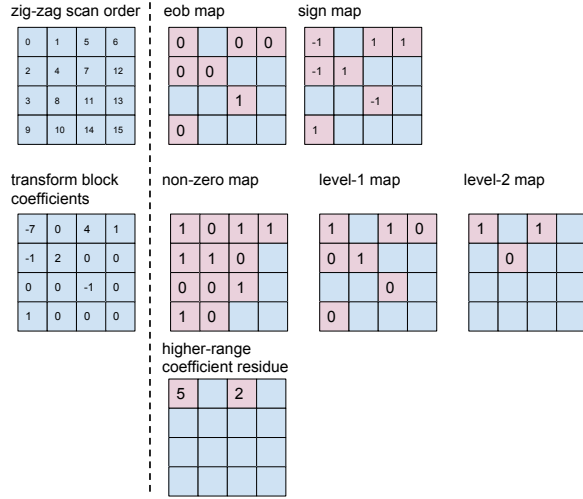 zig-zag scan order
0 1 5 6
2 4 7 12
3 8 11 13
9 10 14 15
eob map
0 0 0
0 0
1
0
sign map
-1 1 1
-1 1
-1
1
transform block
coefficients
-7 0 4 1
-1 2 0 0
0 0 -1 0
1 0 0 0
non-zero map
1 0 1 1
1 1 0
0 0 1
1 0
level-1 map
1 1 0
0 1
0
0
level-2 map
1 1
0
higher-range
coefficient residue
5 2